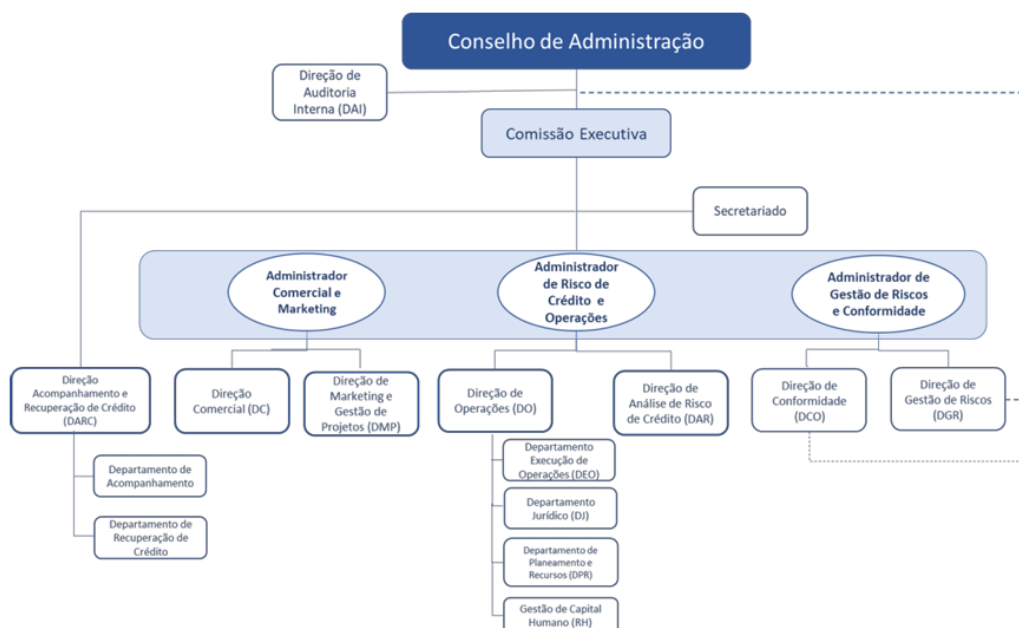 Conselho de Administração
Direção de
Auditoria
Interna (DAI)
Comissão Executiva
Secretariado
Administrador
Comercial e
Marketing
Administrador
de Risco de
Crédito e
Operações
Administrador de
Gestão de Riscos
e Conformidade
Direção
Acompanhamento e
Recuperação de Crédito
(DARC)
Direção
Comercial (DC)
Direção de
Marketing e
Gestão de
Projetos (DMP)
Direção de
Operações (DO)
Direção de
Análise de Risco
de Crédito (DAR)
Direção de
Conformidade
(DCO)
Direção de
Gestão de Riscos
(DGR)
Departamento de
Acompanhamento
Departamento de
Recuperação de
Crédito
Departamento
Execução de
Operações (DEO)
Departamento
Jurídico (DJ)
Departamento de
Planeamento e
Recursos (DPR)
Gestão de Capital
Humano (RH)